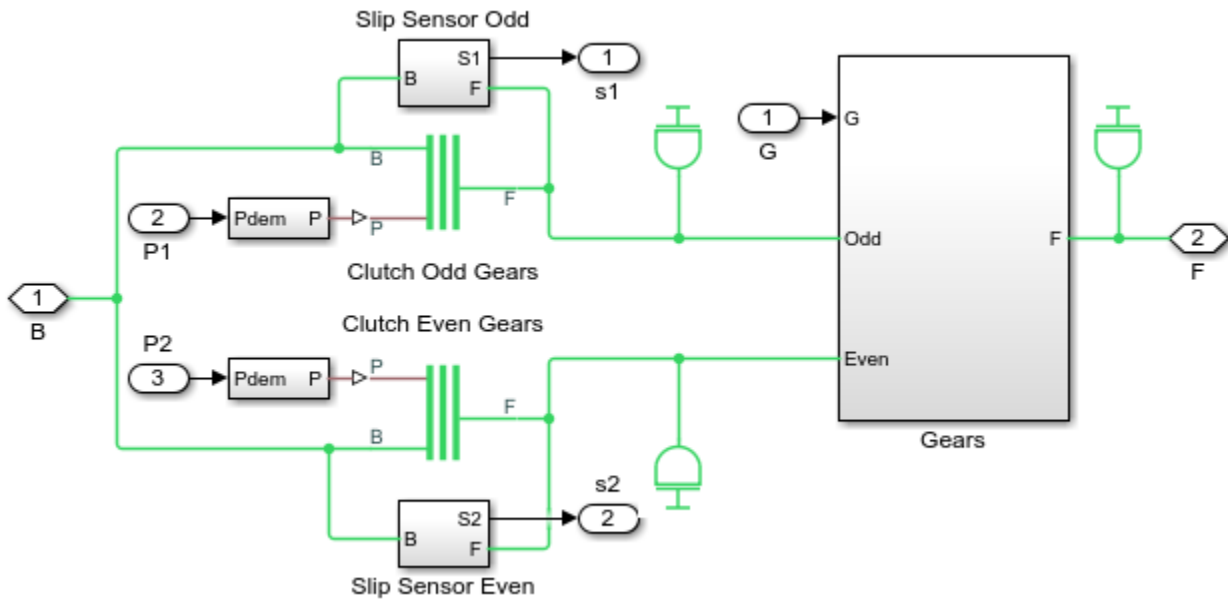 Slip Sensor Odd
S1
B
F
1
s1
1
G
G
B
F
2
P1
Pdem P
P
Clutch Odd Gears
Odd
F
2
F
1
B
Clutch Even Gears
P2
3
Pdem P
P
F
B
Even
Gears
s2
2
S2
B
F
Slip Sensor Even